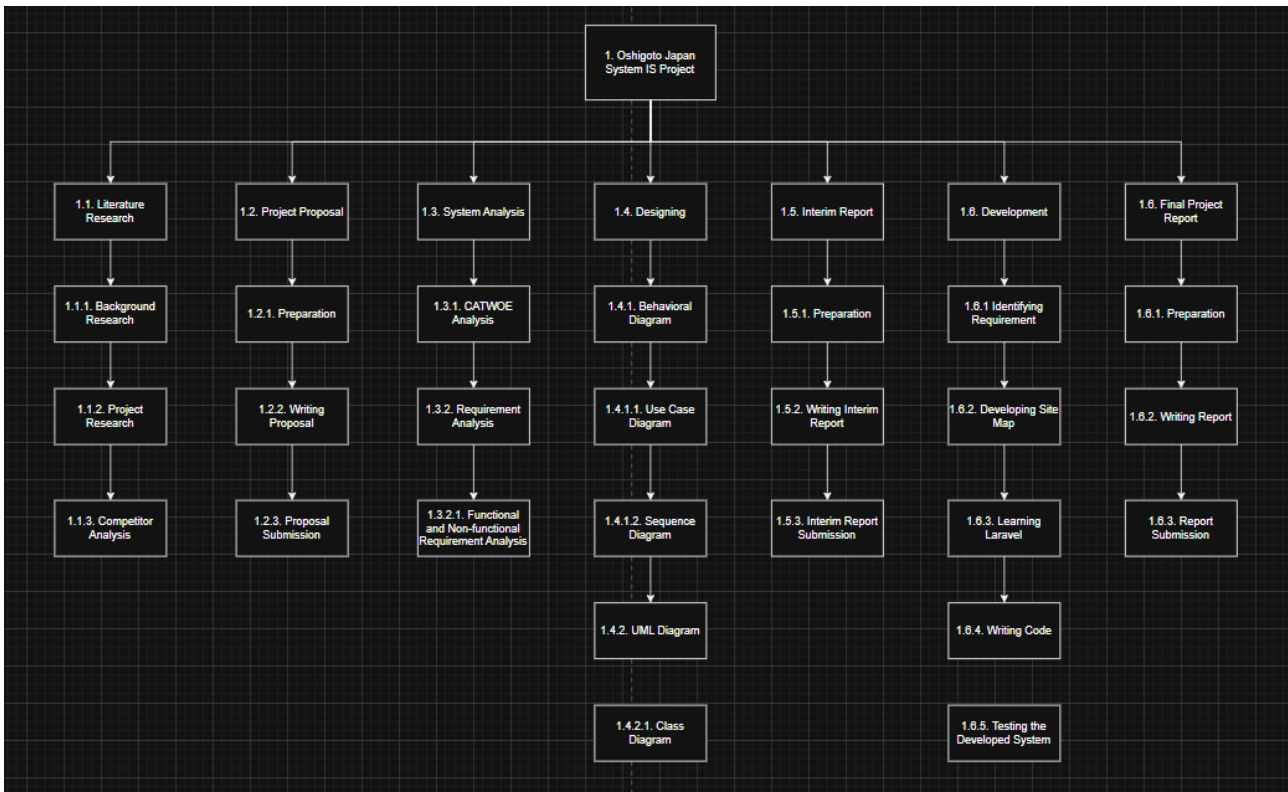 1. Oshigoto Japan
System IS Project
1.1. Literature
Research
1.2. Project Proposal
1.3. System Analysis
1.4. Designing
1.5. Interim Report
1.6. Development
1.6. Final Project
Report
1.1.1. Background
Research
1.2.1. Preparation
1.3.1. CATWOE
Analysis
1.4.1. Behavioral
Diagram
1.5.1. Preparation
1.6.1 Identifying
Requirement
1.6.1. Preparation
1.1.2. Project
Research
1.2.2. Writing
Proposal
1.3.2. Requirement
Analysis
1.4.1.1. Use Case
Diagram
1.5.2. Writing Interim
Report
1.6.2. Developing Site
Map
1.6.2. Writing Report
1.1.3. Competitor
Analysis
1.2.3. Proposal
Submission
1.3.2.1. Functional
and Non-functional
Requirement Analysis
1.4.1.2. Sequence
Diagram
1.5.3. Interim Report
Submission
1.6.3. Learning
Laravel
1.6.3. Report
Submission
1.4.2. UML Diagram
1.6.4. Writing Code
1.4.2.1. Class
Diagram
1.6.5. Testing the
Developed System